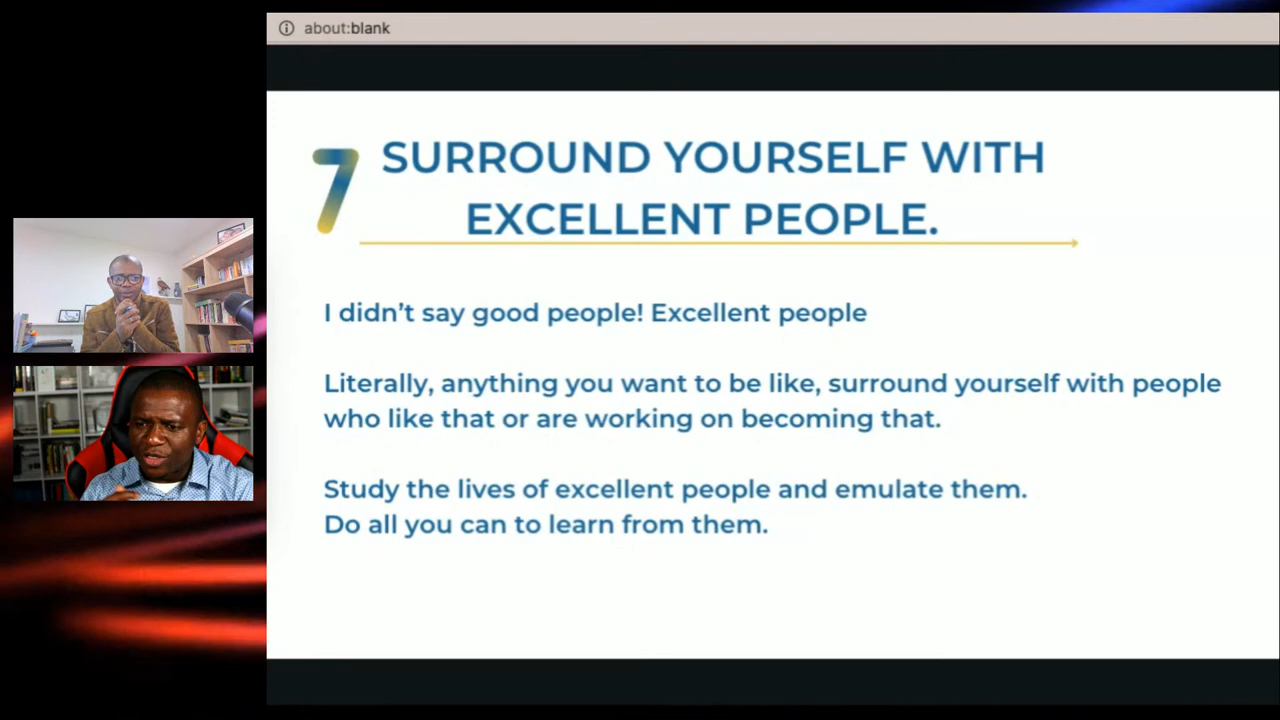 about:blank
7
SURROUND YOURSELF WITH
EXCELLENT PEOPLE.
I didn’t say good people! Excellent people
Literally, anything you want to be like, surround yourself with people
who like that or are working on becoming that.
Study the lives of excellent people and emulate them.
Do all you can to learn from them.